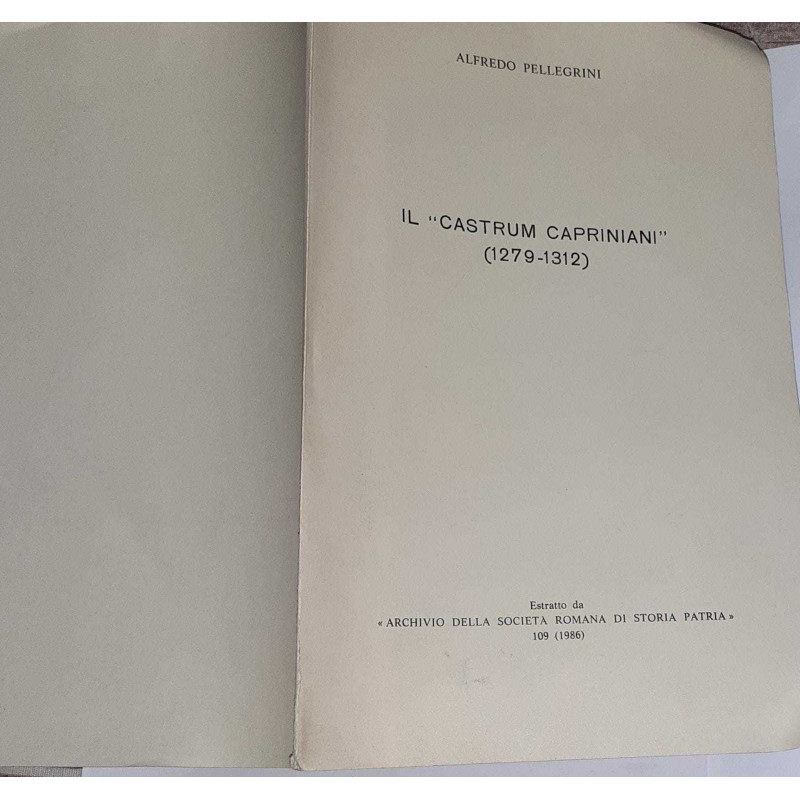 ALFREDO PELLEGRINI
IL "CASTRUM CAPRINIANI"
(1279-1312)
Estratto da
« ARCHIVIO DELLA SOCIETÀ ROMANA DI STORIA PATRIA »
109 (1986)